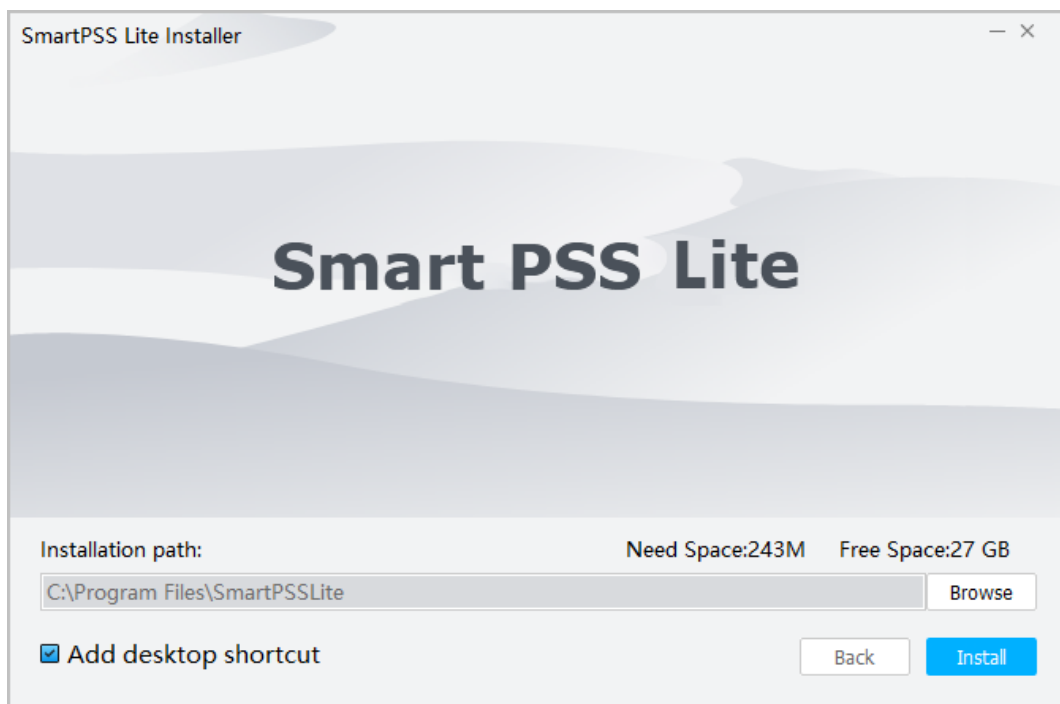 SmartPSS Lite Installer
Smart PSS Lite
Installation path: Need Space:243M Free Space:27 GB
C:\Program Files\SmartPSSLite Browse
Add desktop shortcut Back Install